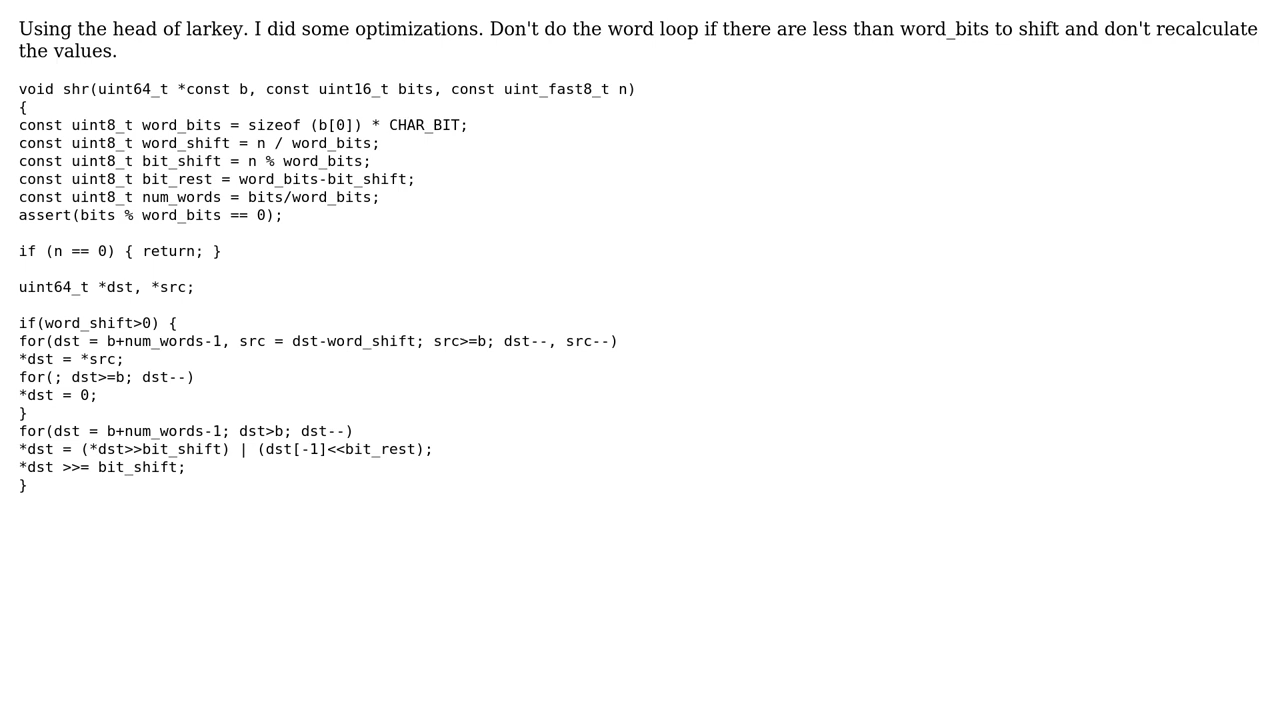 Using the head of larkey. I did some optimizations. Don't do the word loop if there are less than word_bits to shift and don't recalculate
the values.
void shr(uint64_t *const b, const uint16_t bits, const uint_fast8_t n)
{
const uint8_t word_bits = sizeof (b[0]) * CHAR_BIT;
const uint8_t word_shift = n / word_bits;
const uint8_t bit_shift = n % word_bits;
const uint8_t bit_rest = word_bits-bit_shift;
const uint8_t num_words = bits/word_bits;
assert(bits % word_bits == 0);
if (n == 0) { return; }
uint64_t *dst, *src;
if(word_shift>0) {
for(dst = b+num_words-1, src = dst-word_shift; src>=b; dst--, src--)
*dst = *src;
for(; dst>=b; dst--)
*dst = 0;
}
for(dst = b+num_words-1; dst>b; dst--)
*dst = (*dst>>bit_shift) | (dst[-1]<<bit_rest);
*dst >>= bit_shift;
}